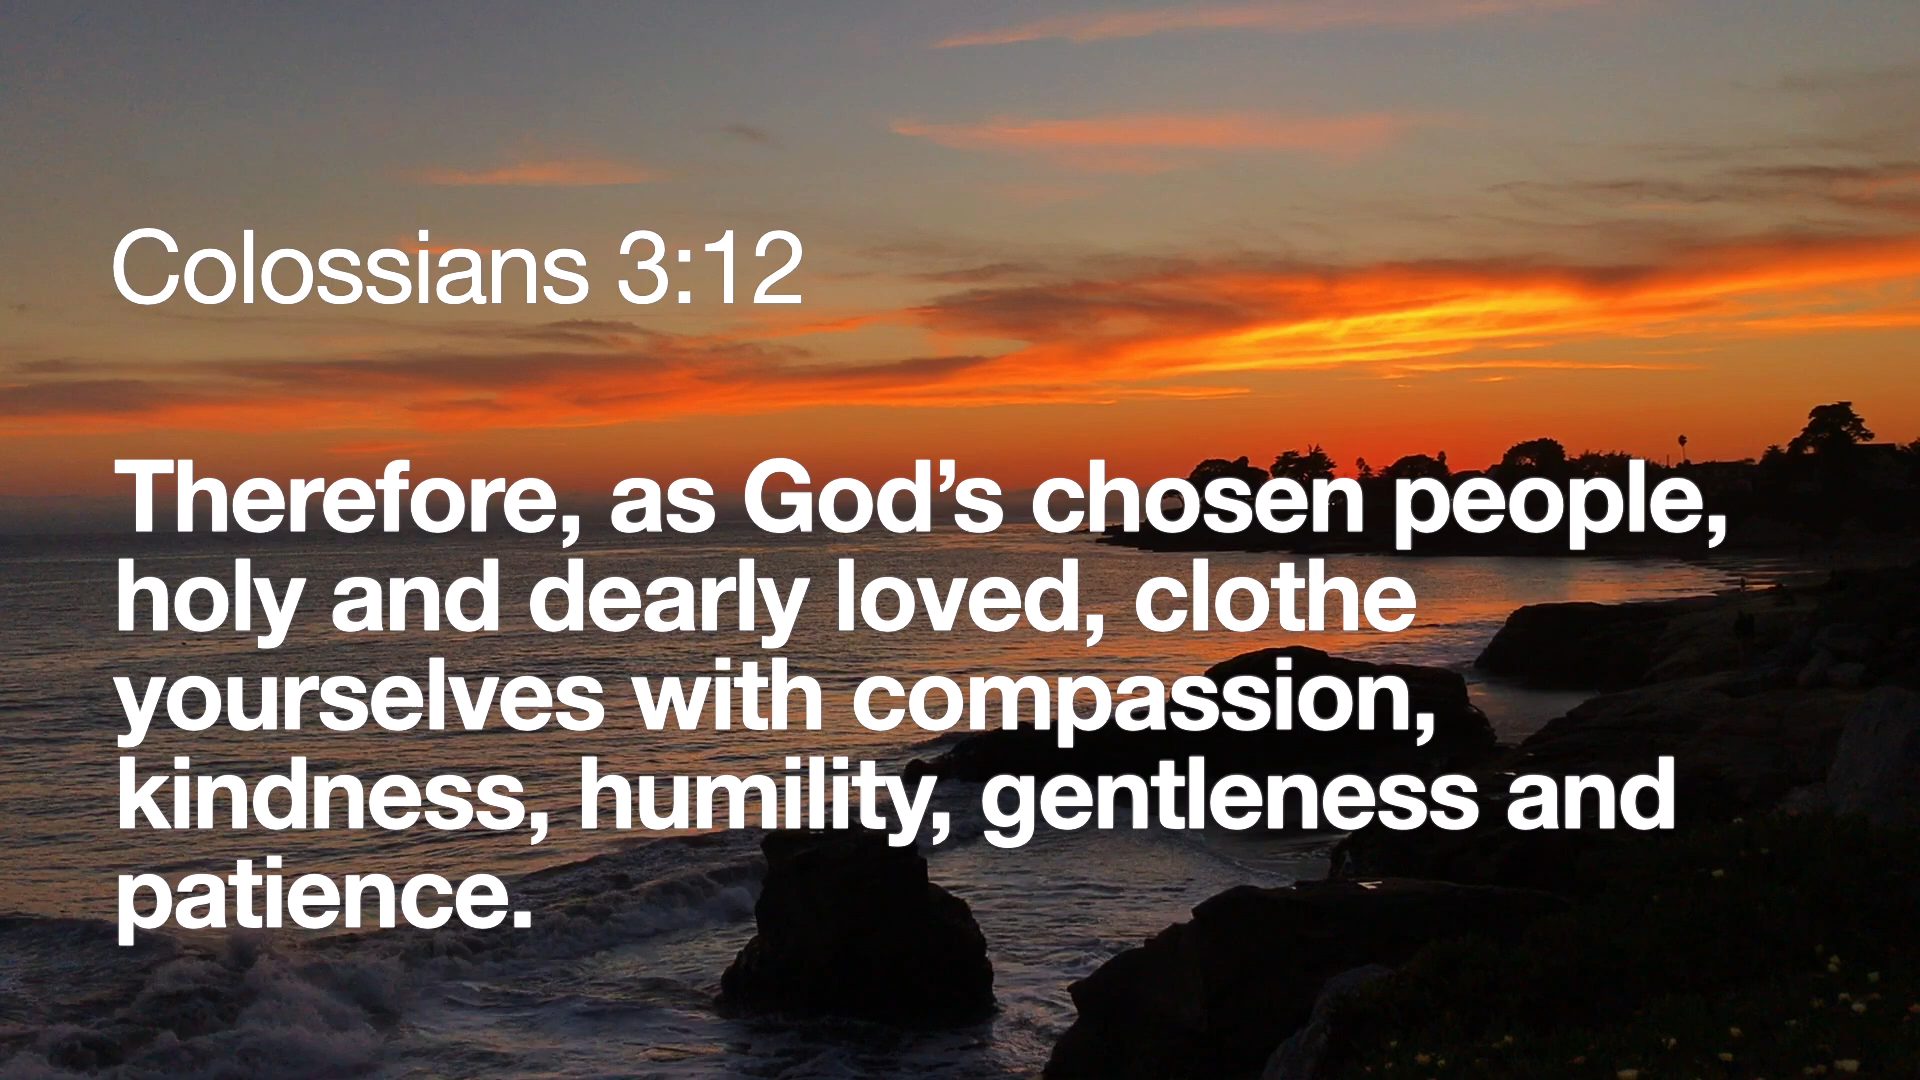 Colossians 3:12
Therefore, as God’s chosen people,
holy and dearly loved, clothe
yourselves with compassion,
kindness, humility, gentleness and
patience.